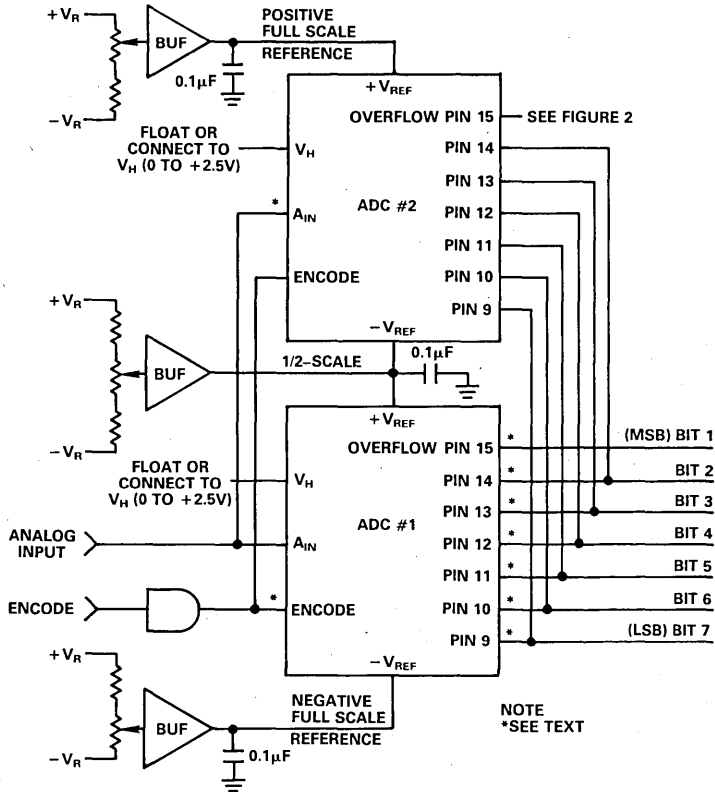 +VR
BUF
-VR
POSITIVE
FULL SCALE
REFERENCE
0.1µF
+VREF
OVERFLOW PIN 15
SEE FIGURE 2
FLOAT OR
CONNECT TO
VH (0 TO +2.5V)
VH
PIN 14
PIN 13
*
AIN
ADC #2
PIN 12
PIN 11
ENCODE
PIN 10
PIN 9
-VREF
+VR
BUF
-VR
1/2-SCALE
0.1µF
+VREF
OVERFLOW PIN 15
*
(MSB) BIT 1
FLOAT OR
CONNECT TO
VH (0 TO +2.5V)
VH
PIN 14
*
BIT 2
PIN 13
*
BIT 3
ANALOG
INPUT
AIN
ADC #1
PIN 12
*
BIT 4
PIN 11
*
BIT 5
ENCODE
*
ENCODE
PIN 10
*
BIT 6
PIN 9
*
(LSB) BIT 7
-VREF
+VR
BUF
-VR
NEGATIVE
FULL SCALE
REFERENCE
0.1µF
NOTE
*SEE TEXT